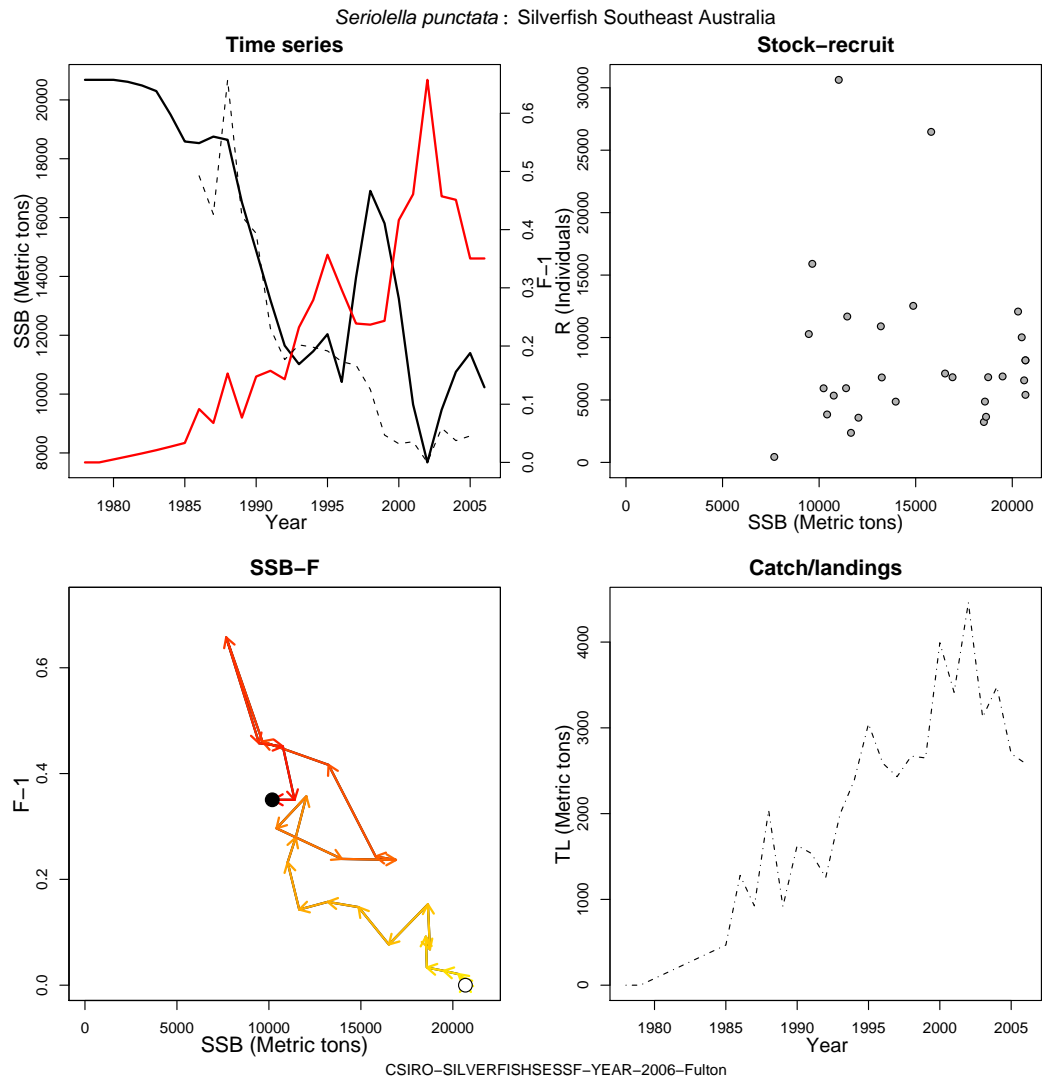 Seriolella punctata : Silverfish Southeast Australia
Time series
SSB (Metric tons)
8000 10000 12000 14000 16000 18000 20000
0.0 0.1 0.2 0.3 0.4 0.5 0.6
F−1
1980 1985 1990 1995 2000 2005
Year
Stock−recruit
R (Individuals)
0 5000 10000 15000 20000 25000 30000
0 5000 10000 15000 20000
SSB (Metric tons)
SSB−F
F−1
0.0 0.2 0.4 0.6
0 5000 10000 15000 20000
SSB (Metric tons)
Catch/landings
TL (Metric tons)
0 1000 2000 3000 4000
1980 1985 1990 1995 2000 2005
Year
CSIRO−SILVERFISHSESSF−YEAR−2006−Fulton